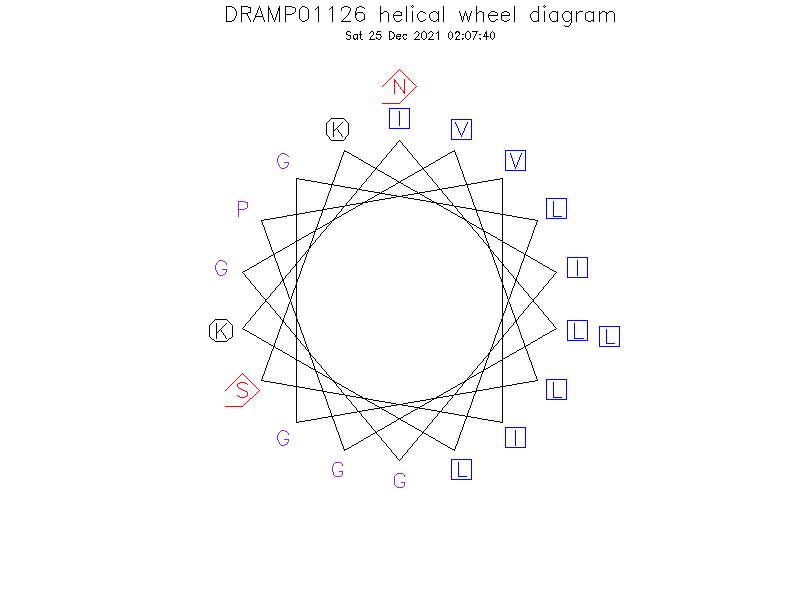 DRAMP01126 helical wheel diagram
Sat 25 Dec 2021 02:07:40
N
K I V
G V
P L
G I
K L L
S L
G I
G G L